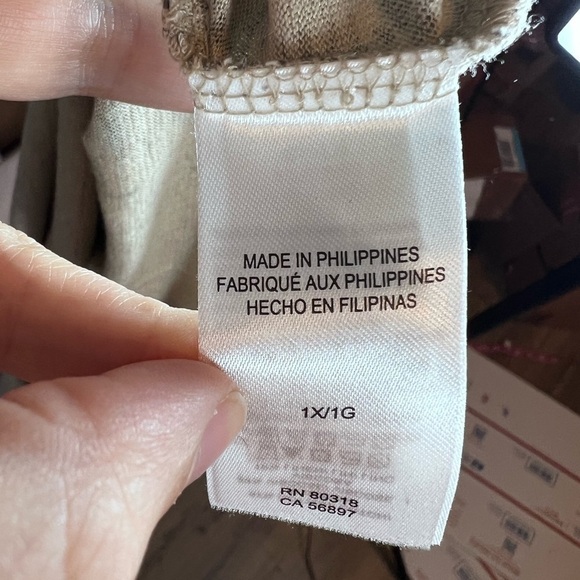 MADE IN PHILIPPINES
FABRIQUÉ AUX PHILIPPINES
HECHO EN FILIPINAS
1X/1G
RN 80318
CA 56897